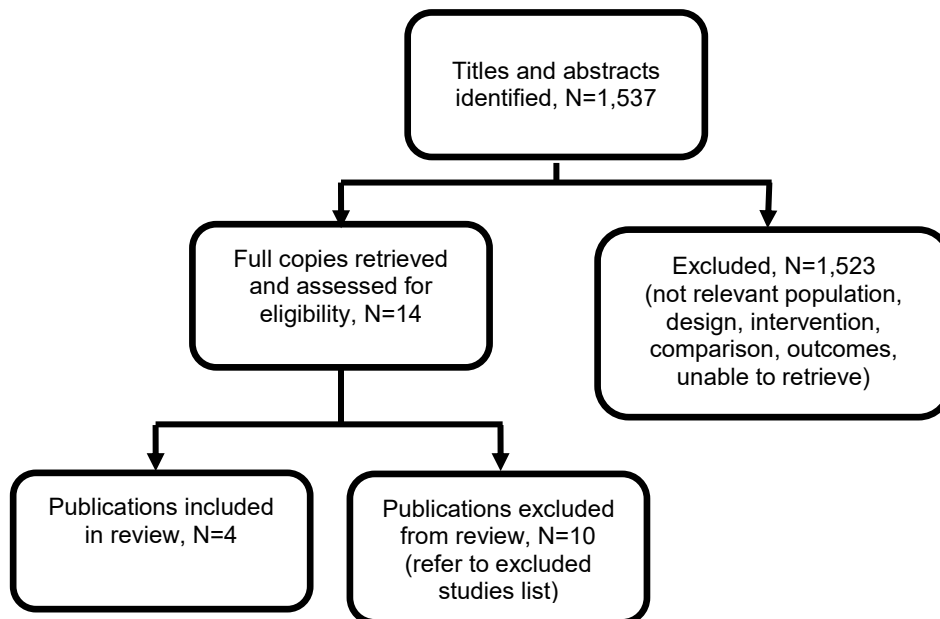 Titles and abstracts
identified, N=1,537
Full copies retrieved
and assessed for
eligibility, N=14
Excluded, N=1,523
(not relevant population,
design, intervention,
comparison, outcomes,
unable to retrieve)
Publications included
in review, N=4
Publications excluded
from review, N=10
(refer to excluded
studies list)